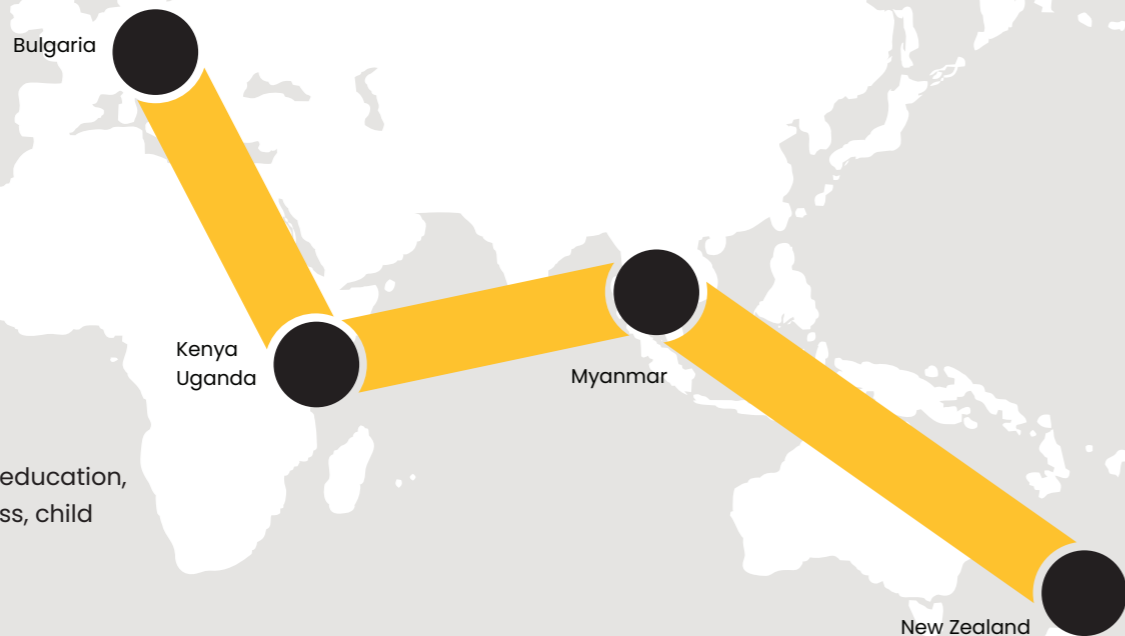 Bulgaria
Kenya
Uganda
Myanmar
education,
ss, child
New Zealand